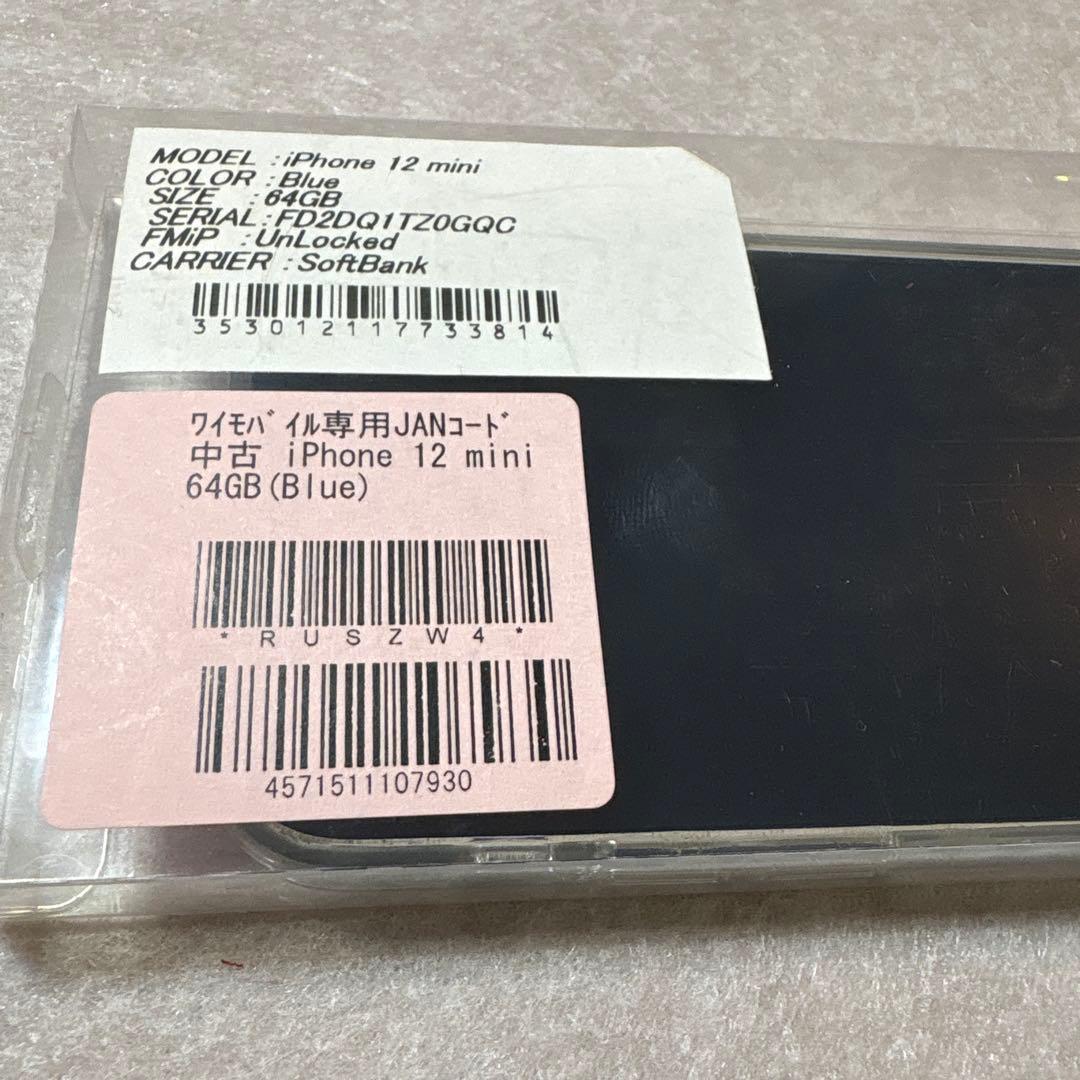 MODEL :iPhone 12 mini
COLOR :Blue
SIZE :64GB
SERIAL:FD2DQ1TZ0GQC
FMiP :UnLocked
CARRIER :SoftBank
353012117733814
ﾜｲﾓﾊﾞｲﾙ専用JANｺｰﾄﾞ
中古 iPhone 12 mini
64GB(Blue)
*RUSZW4*
4571511107930